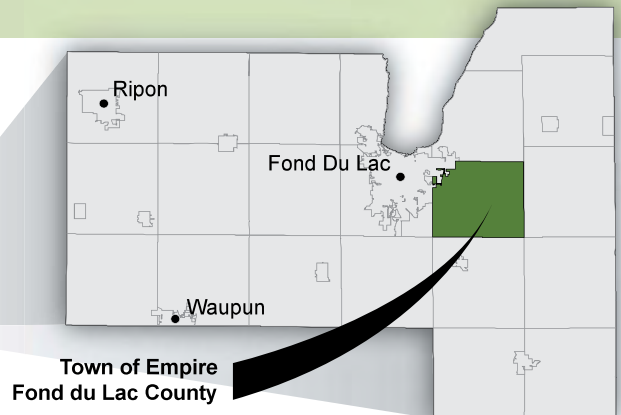 Ripon
Fond Du Lac
Waupun
Town of Empire
Fond du Lac County